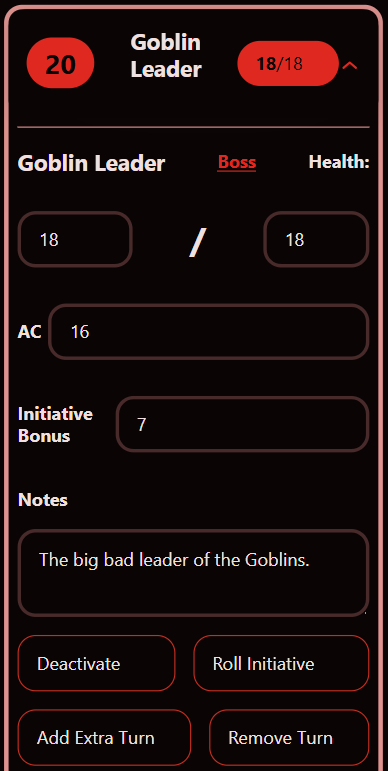 20 Goblin Leader 18/18
Goblin Leader Boss Health:
18 / 18
AC 16
Initiative Bonus 7
Notes
The big bad leader of the Goblins.
Deactivate Roll Initiative
Add Extra Turn Remove Turn